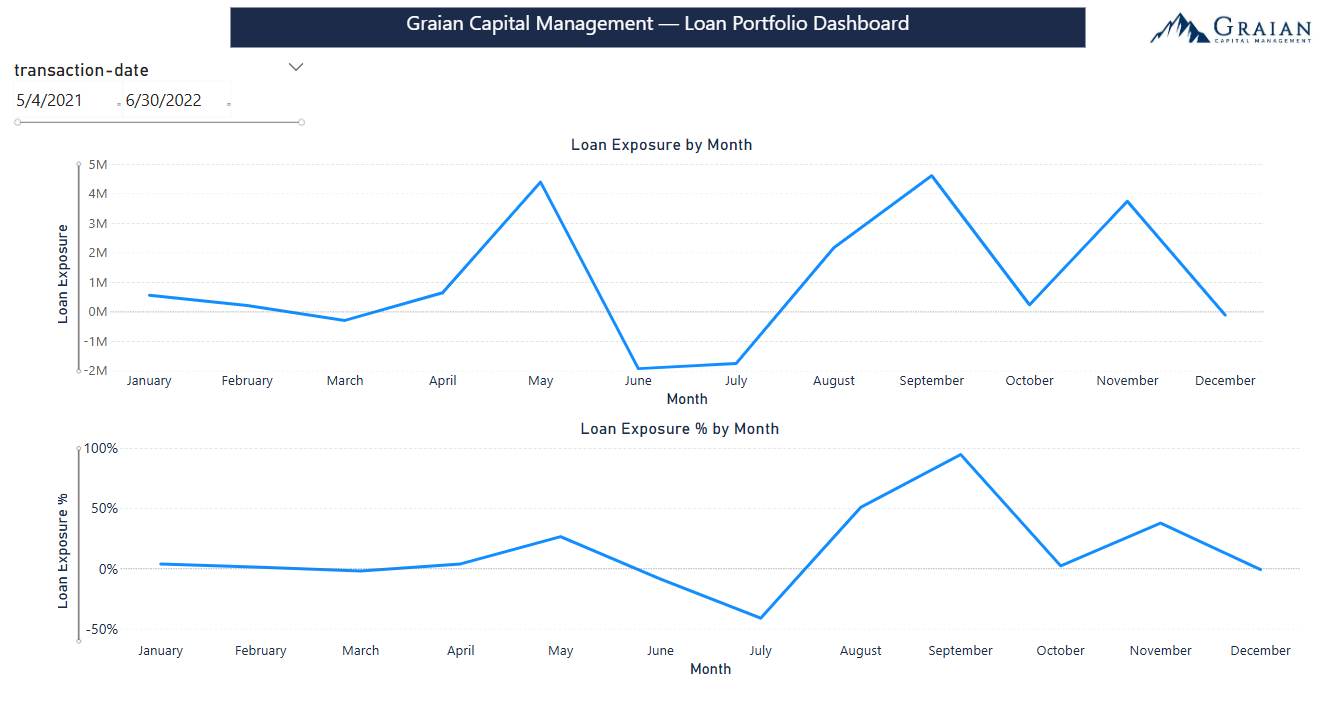 Graian Capital Management — Loan Portfolio Dashboard
GRAIAN
CAPITAL MANAGEMENT
transaction-date
5/4/2021 6/30/2022
Loan Exposure by Month
Loan Exposure
5M
4M
3M
2M
1M
0M
-1M
-2M
January February March April May June July August September October November December
Month
Loan Exposure % by Month
Loan Exposure %
100%
50%
0%
-50%
January February March April May June July August September October November December
Month